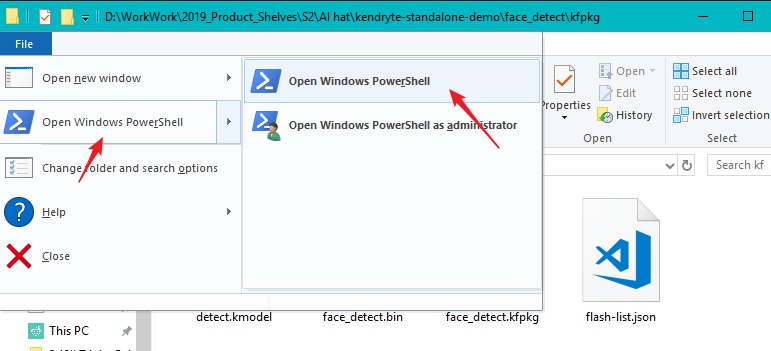 D:\WorkWork\2019_Product_Shelves\S2\AI hat\kendryte-standalone-demo\face_detect\kfpkg
File
Open new window
Open Windows PowerShell
Change folder and search options
Help
Close
Open Windows PowerShell
Open Windows PowerShell as administrator
Properties
Open
Edit
History
Open
Select all
Select none
Invert selection
Select
Search kf
This PC
detect.kmodel
face_detect.bin
face_detect.kfpkg
flash-list.json